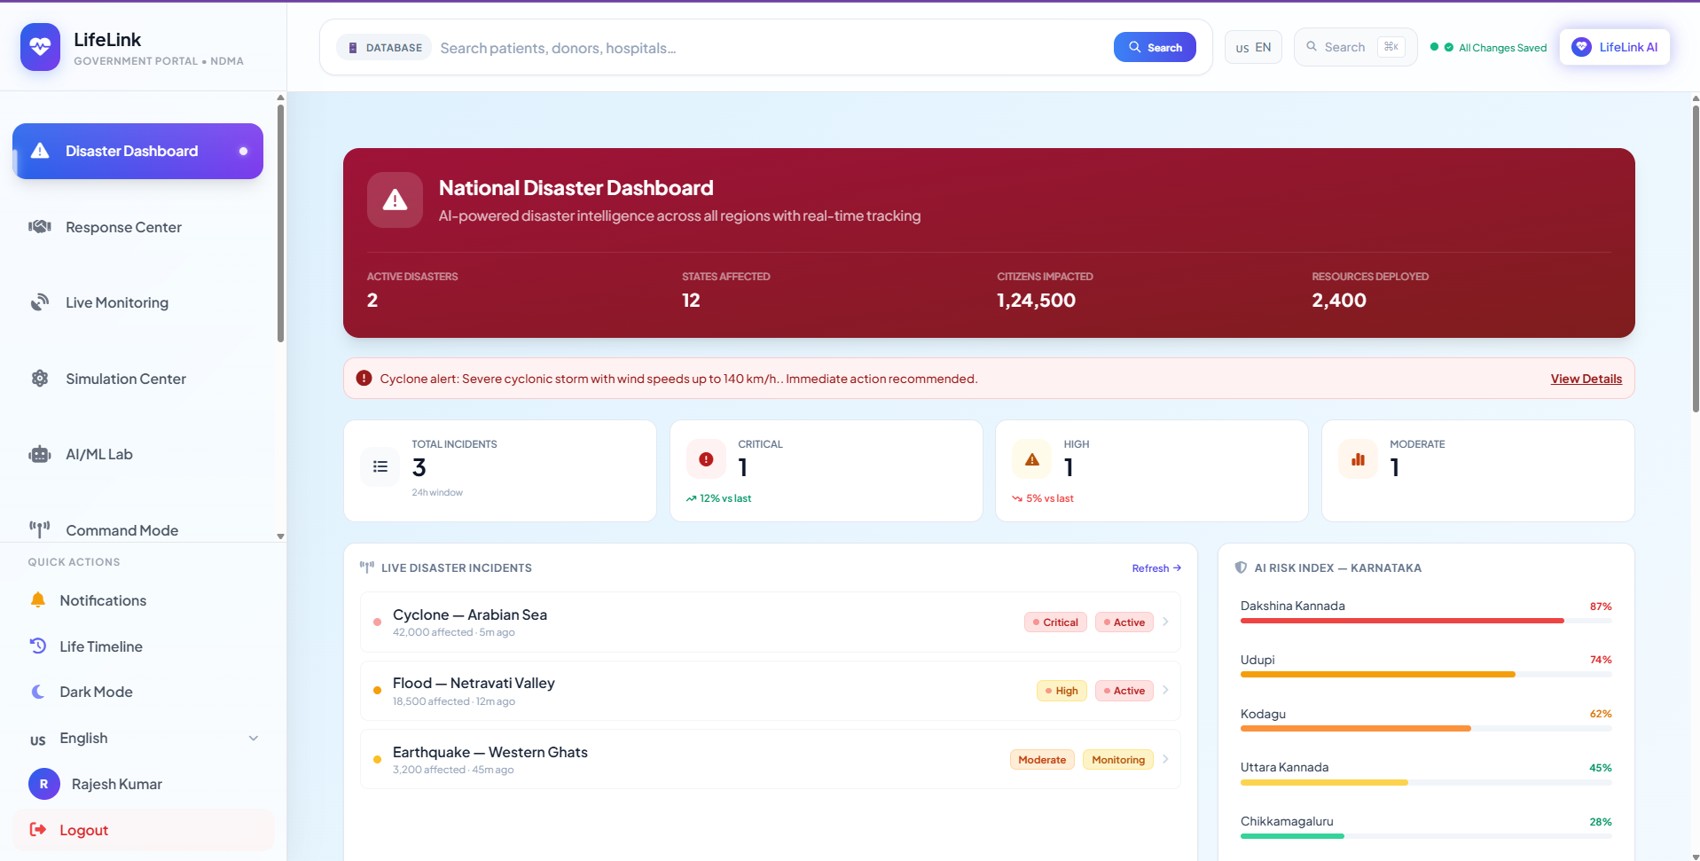 LifeLink
GOVERNMENT PORTAL • NDMA
DATABASE Search patients, donors, hospitals... Search
US EN
Search ⌘K
All Changes Saved
LifeLink AI
Disaster Dashboard
Response Center
Live Monitoring
Simulation Center
AI/ML Lab
Command Mode
QUICK ACTIONS
Notifications
Life Timeline
Dark Mode
US English
R Rajesh Kumar
Logout
National Disaster Dashboard
AI-powered disaster intelligence across all regions with real-time tracking
ACTIVE DISASTERS
2
STATES AFFECTED
12
CITIZENS IMPACTED
1,24,500
RESOURCES DEPLOYED
2,400
Cyclone alert: Severe cyclonic storm with wind speeds up to 140 km/h.. Immediate action recommended. View Details
TOTAL INCIDENTS
3
24h window
CRITICAL
1
12% vs last
HIGH
1
5% vs last
MODERATE
1
LIVE DISASTER INCIDENTS Refresh →
Cyclone — Arabian Sea
42,000 affected · 5m ago
Critical Active
Flood — Netravati Valley
18,500 affected · 12m ago
High Active
Earthquake — Western Ghats
3,200 affected · 45m ago
Moderate Monitoring
AI RISK INDEX — KARNATAKA
Dakshina Kannada 87%
Udupi 74%
Kodagu 62%
Uttara Kannada 45%
Chikkamagaluru 28%